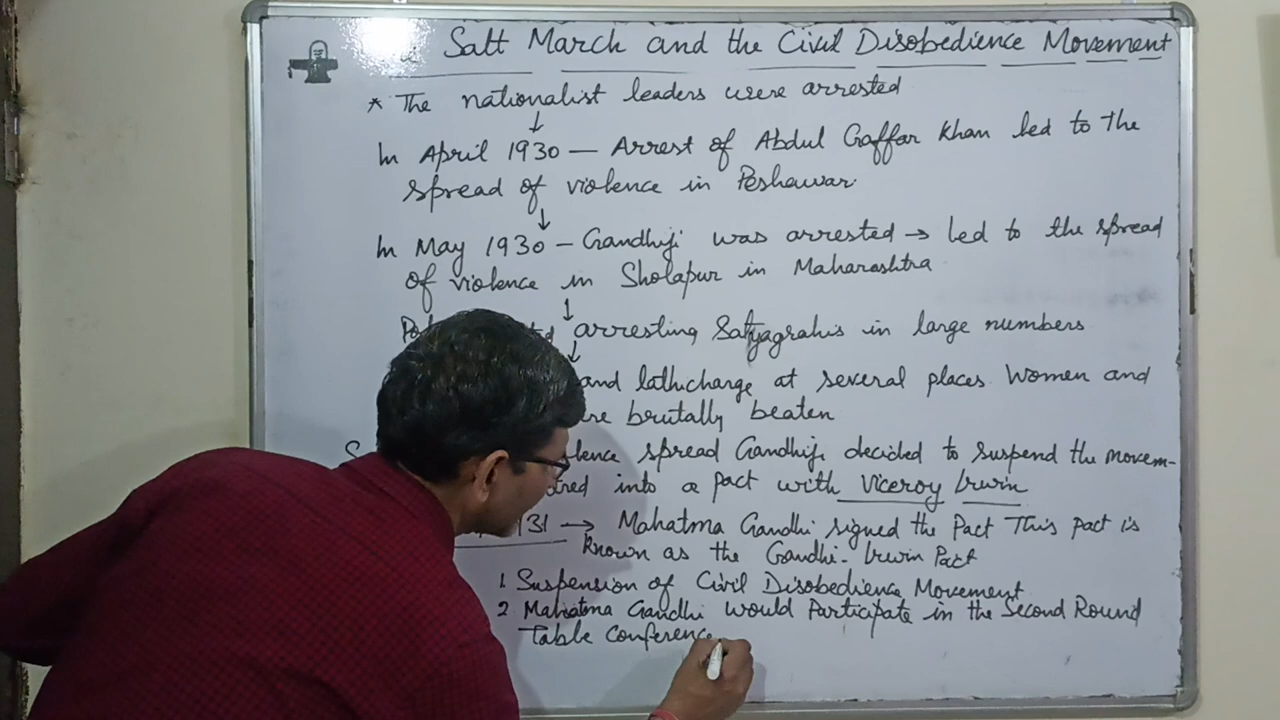 Salt March and the Civil Disobedience Movement
* The nationalist leaders were arrested
↓
In April 1930 — Arrest of Abdul Gaffar Khan led to the
spread of violence in Peshawar
↓
In May 1930 — Gandhiji was arrested → led to the spread
of violence in Sholapur in Maharashtra
↓
arresting Satyagrahis in large numbers
↓
and lathicharge at several places. Women and
brutally beaten
spread Gandhiji decided to suspend the movem-
into a pact with Viceroy Irwin
31 → Mahatma Gandhi signed the Pact This pact is
known as the Gandhi-Irwin Pact
1. Suspension of Civil Disobedience Movement
2 Mahatma Gandhi would Participate in the Second Round
Table Conference